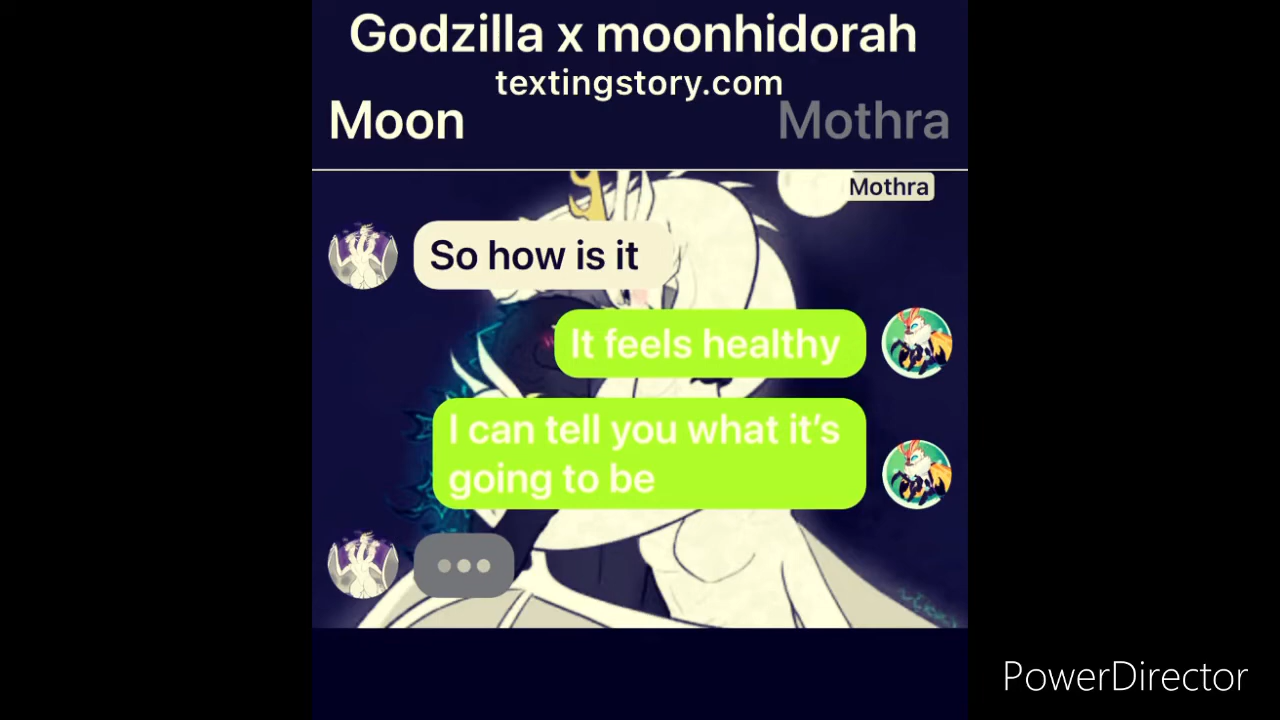 Godzilla x moonhidorah
textingstory.com
Moon
Mothra
Mothra
So how is it
It feels healthy
I can tell you what it's
going to be
PowerDirector